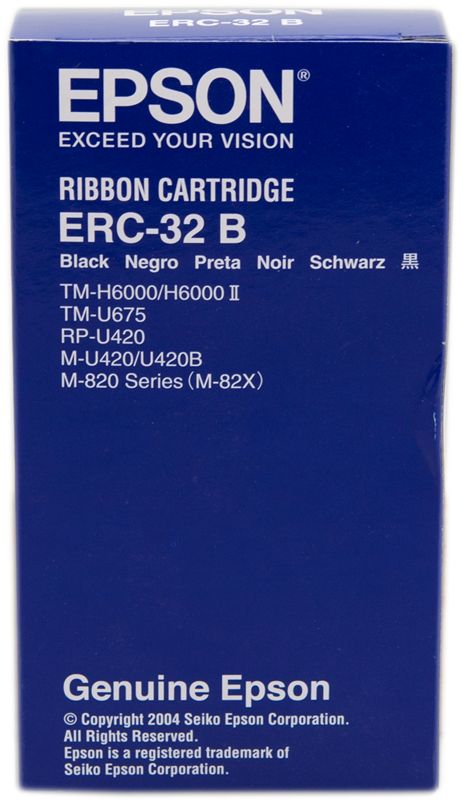 EPSON
ERC-32 B
EPSON®
EXCEED YOUR VISION
RIBBON CARTRIDGE
ERC-32 B
Black Negro Preta Noir Schwarz 黒
TM-H6000/H6000 II
TM-U675
RP-U420
M-U420/U420B
M-820 Series (M-82X)
Genuine Epson
© Copyright 2004 Seiko Epson Corporation.
All Rights Reserved.
Epson is a registered trademark of
Seiko Epson Corporation.